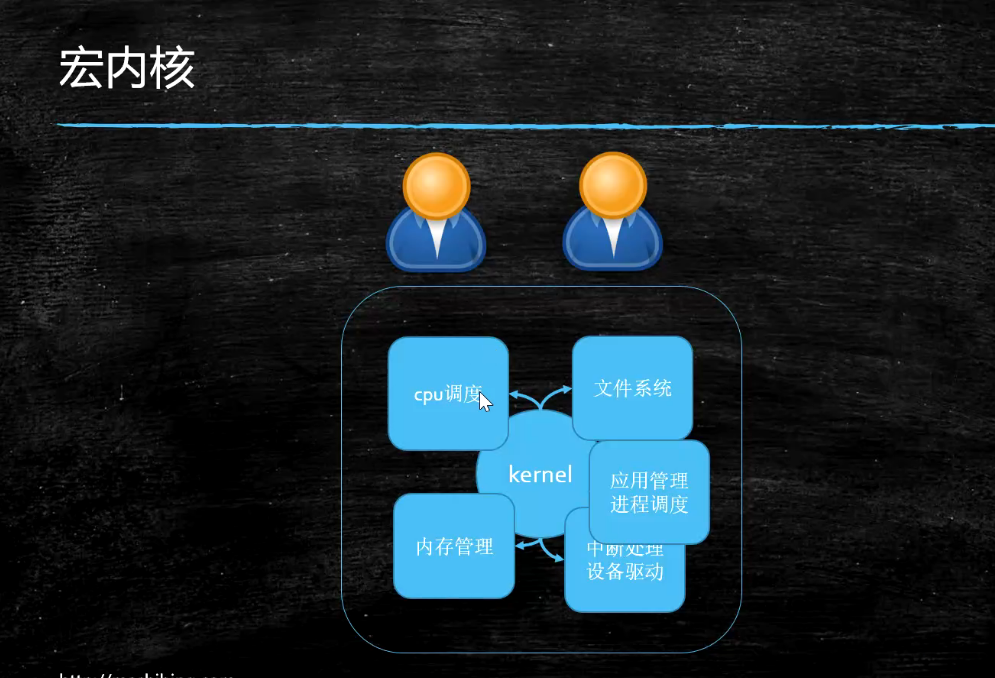 宏内核
cpu调度
文件系统
kernel
应用管理
进程调度
内存管理
中断处理
设备驱动